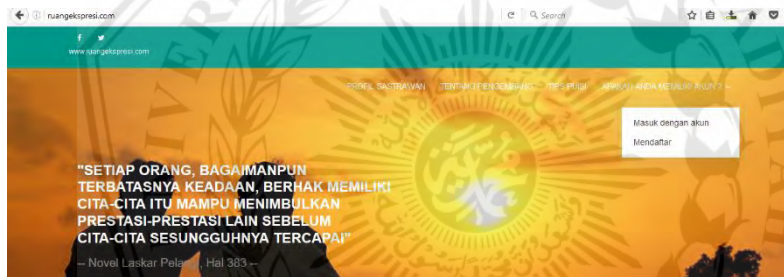 ruangekspresi.com
Search
www.ruangekspresi.com
PROFIL SASTRAWAN TENTANG PENGEMBANG TIPS PUISI APAKAH ANDA MEMILIKI AKUN ?
Masuk dengan akun
Mendaftar
"SETIAP ORANG, BAGAIMANPUN
TERBATASNYA KEADAAN, BERHAK MEMILIKI
CITA-CITA ITU MAMPU MENIMBULKAN
PRESTASI-PRESTASI LAIN SEBELUM
CITA-CITA SESUNGGUHNYA TERCAPAI"
-- Novel Laskar Pelangi, Hal 383 --